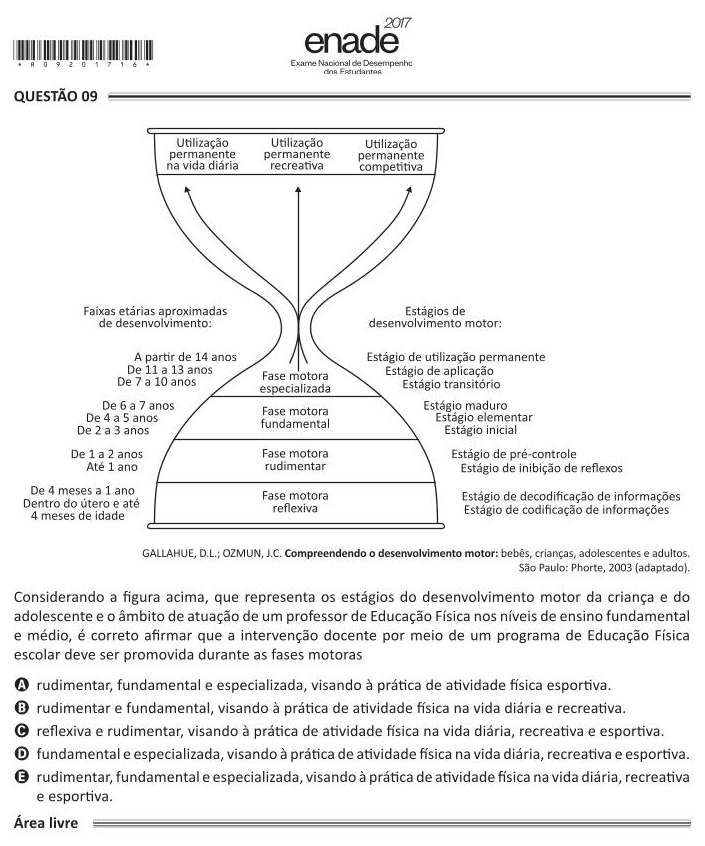 2017
enade
Exame Nacional de Desempenho
dos Estudantes
*R0920171 6*
QUESTÃO 09
Utilização permanente na vida diária
Utilização permanente recreativa
Utilização permanente competitiva
Faixas etárias aproximadas
de desenvolvimento:
Estágios de
desenvolvimento motor:
A partir de 14 anos
De 11 a 13 anos
De 7 a 10 anos
Fase motora
especializada
Estágio de utilização permanente
Estágio de aplicação
Estágio transitório
De 6 a 7 anos
De 4 a 5 anos
De 2 a 3 anos
Fase motora
fundamental
Estágio maduro
Estágio elementar
Estágio inicial
De 1 a 2 anos
Até 1 ano
Fase motora
rudimentar
Estágio de pré-controle
Estágio de inibição de reflexos
De 4 meses a 1 ano
Dentro do útero e até
4 meses de idade
Fase motora
reflexiva
Estágio de decodificação de informações
Estágio de codificação de informações
GALLAHUE, D.L.; OZMUN, J.C. Compreendendo o desenvolvimento motor: bebês, crianças, adolescentes e adultos.
São Paulo: Phorte, 2003 (adaptado).
Considerando a figura acima, que representa os estágios do desenvolvimento motor da criança e do
adolescente e o âmbito de atuação de um professor de Educação Física nos níveis de ensino fundamental
e médio, é correto afirmar que a intervenção docente por meio de um programa de Educação Física
escolar deve ser promovida durante as fases motoras
A rudimentar, fundamental e especializada, visando à prática de atividade física esportiva.
B rudimentar e fundamental, visando à prática de atividade física na vida diária e recreativa.
C reflexiva e rudimentar, visando à prática de atividade física na vida diária, recreativa e esportiva.
D fundamental e especializada, visando à prática de atividade física na vida diária, recreativa e esportiva.
E rudimentar, fundamental e especializada, visando à prática de atividade física na vida diária, recreativa
e esportiva.
Área livre